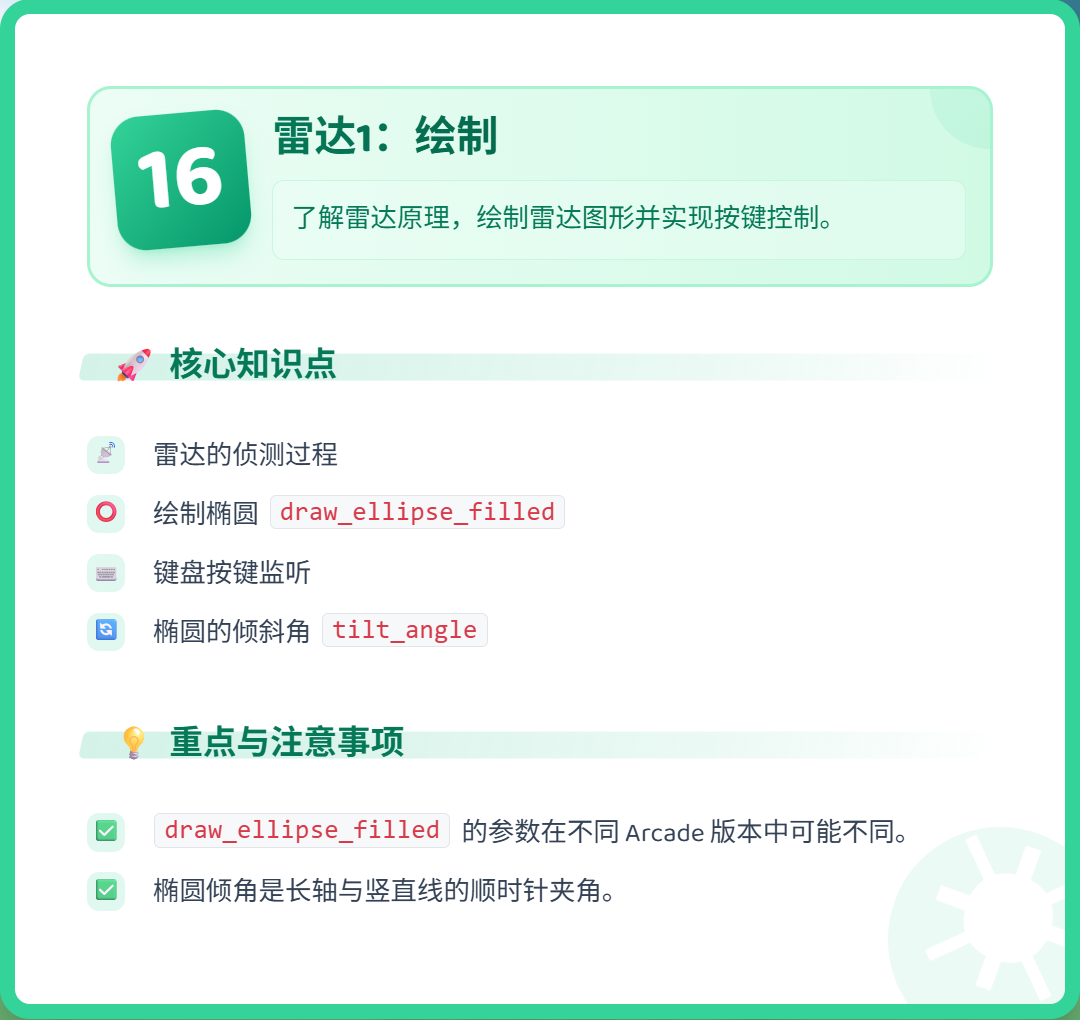 16
雷达1：绘制
了解雷达原理，绘制雷达图形并实现按键控制。
核心知识点
雷达的侦测过程
绘制椭圆 draw_ellipse_filled
键盘按键监听
椭圆的倾斜角 tilt_angle
重点与注意事项
draw_ellipse_filled 的参数在不同 Arcade 版本中可能不同。
椭圆倾角是长轴与竖直线的顺时针夹角。